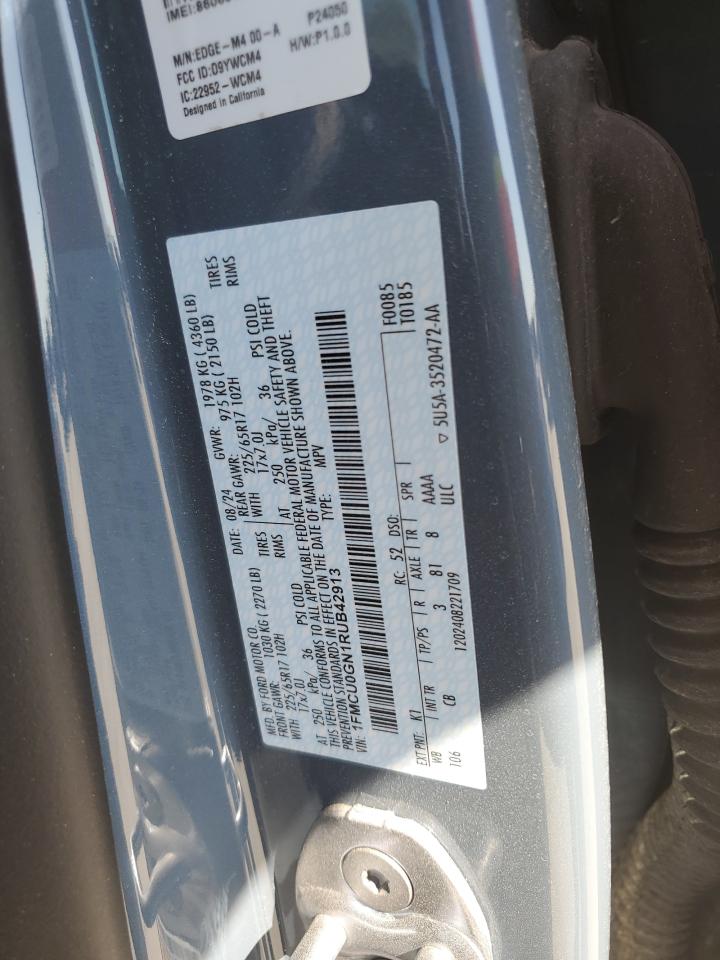 P24050
M/N:EDGE-M4 00-A H/W:P1.0.0
FCC ID:D9YWCM4
IC:22952-WCM4
Designed in California
MFD. BY FORD MOTOR CO. DATE: 08/24 GVWR: 1978 KG ( 4360 LB)
FRONT GAWR: 1030 KG ( 2270 LB) REAR GAWR: 975 KG ( 2150 LB)
WITH 225/65R17 102H TIRES WITH 225/65R17 102H TIRES
17x7.0J RIMS 17x7.0J RIMS
AT 250 kPa/ 36 PSI COLD AT 250 kPa/ 36 PSI COLD
THIS VEHICLE CONFORMS TO ALL APPLICABLE FEDERAL MOTOR VEHICLE SAFETY AND THEFT
PREVENTION STANDARDS IN EFFECT ON THE DATE OF MANUFACTURE SHOWN ABOVE.
VIN: 1FMCU0GN1RUB42913 TYPE: MPV
F0085
EXT PNT: K1 RC: 52 DSO: T0185
WB INT TR TP/PS R AXLE TR SPR
CB 3 81 8 AAAA ▽ 5U5A-3520472-AA
106 1202408221709 ULC